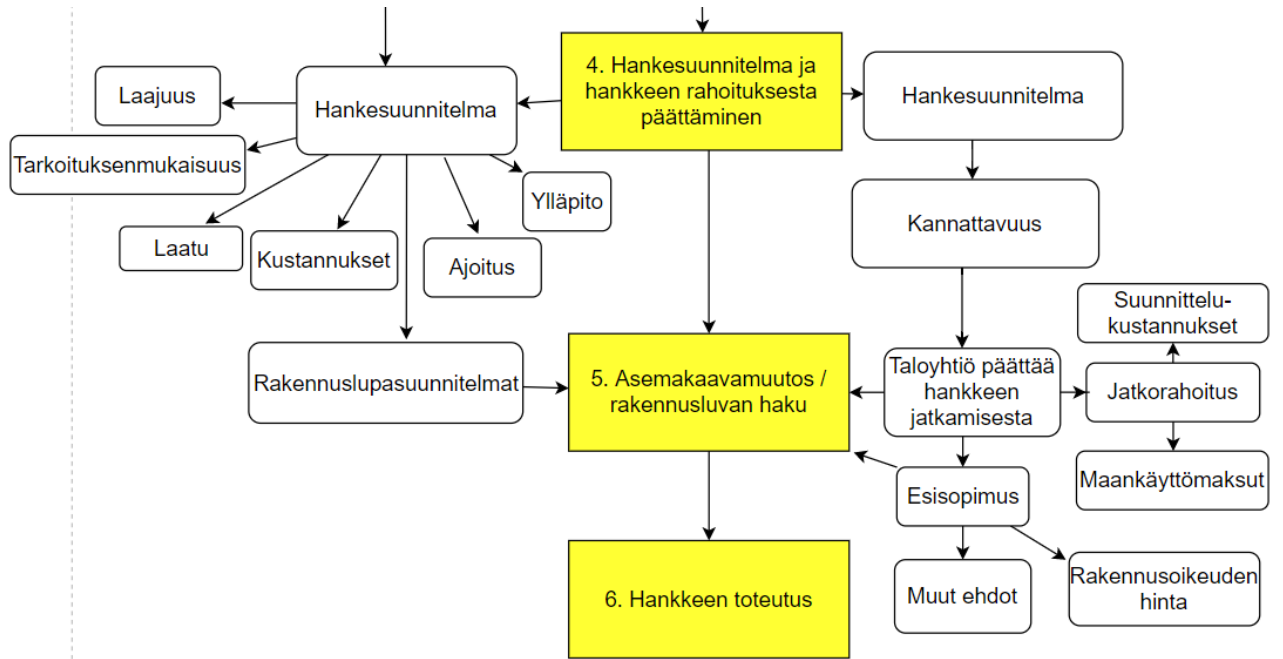 4. Hankesuunnitelma ja
hankkeen rahoituksesta
päättäminen
Hankesuunnitelma
Hankesuunnitelma
Laajuus
Tarkoituksenmukaisuus
Laatu
Kustannukset
Ajoitus
Ylläpito
Kannattavuus
Rakennuslupasuunnitelmat
5. Asemakaavamuutos /
rakennusluvan haku
Taloyhtiö päättää
hankkeen
jatkamisesta
Suunnittelu-
kustannukset
Jatkorahoitus
Maankäyttömaksut
Esisopimus
Muut ehdot
Rakennusoikeuden
hinta
6. Hankkeen toteutus